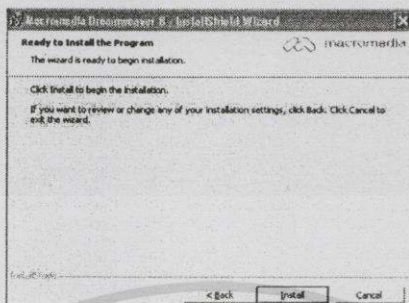 Macromedia Dreamweaver 8 - InstallShield Wizard
Ready to Install the Program
macromedia
The wizard is ready to begin installation.
Click Install to begin the installation.
If you want to review or change any of your installation settings, click Back. Click Cancel to
exit the wizard.
InstallShield
< Back
Install
Cancel